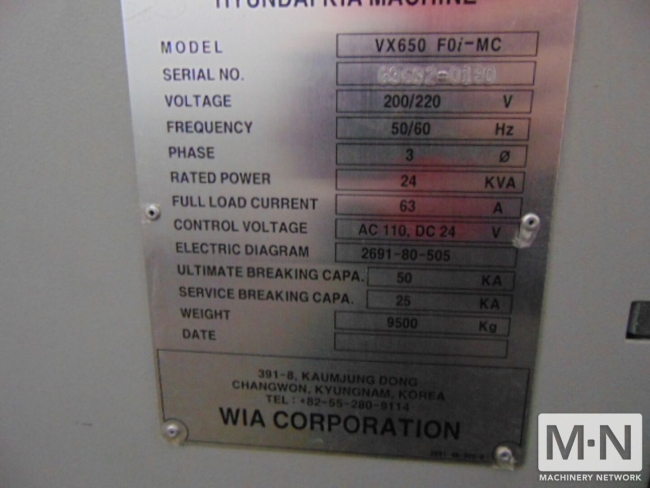 HYUNDAI KIA MACHINE
MODEL VX650 F0i-MC
SERIAL NO.
VOLTAGE 200/220 V
FREQUENCY 50/60 Hz
PHASE 3 Ø
RATED POWER 24 KVA
FULL LOAD CURRENT 63 A
CONTROL VOLTAGE AC 110, DC 24 V
ELECTRIC DIAGRAM 2691-80-505
ULTIMATE BREAKING CAPA. 50 KA
SERVICE BREAKING CAPA. 25 KA
WEIGHT 9500 Kg
DATE
391-8, KAUMJUNG DONG
CHANGWON, KYUNGNAM, KOREA
TEL : +82-55-280-9114
WIA CORPORATION
M·N
MACHINERY NETWORK